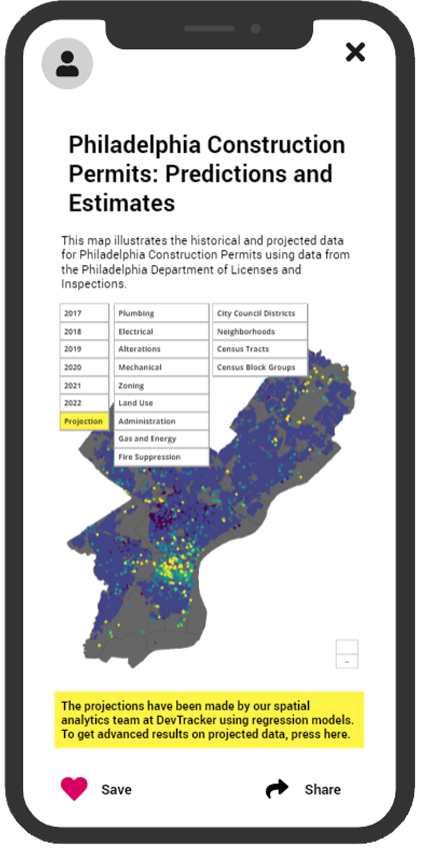 Philadelphia Construction
Permits: Predictions and
Estimates
This map illustrates the historical and projected data
for Philadelphia Construction Permits using data from
the Philadelphia Department of Licenses and
Inspections.
2017
2018
2019
2020
2021
2022
Projection
Plumbing
Electrical
Alterations
Mechanical
Zoning
Land Use
Administration
Gas and Energy
Fire Suppression
City Council Districts
Neighborhoods
Census Tracts
Census Block Groups
–
The projections have been made by our spatial
analytics team at DevTracker using regression models.
To get advanced results on projected data, press here.
Save
Share